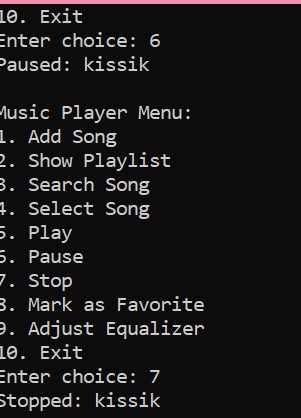 10. Exit
Enter choice: 6
Paused: kissik

Music Player Menu:
1. Add Song
2. Show Playlist
3. Search Song
4. Select Song
5. Play
6. Pause
7. Stop
8. Mark as Favorite
9. Adjust Equalizer
10. Exit
Enter choice: 7
Stopped: kissik